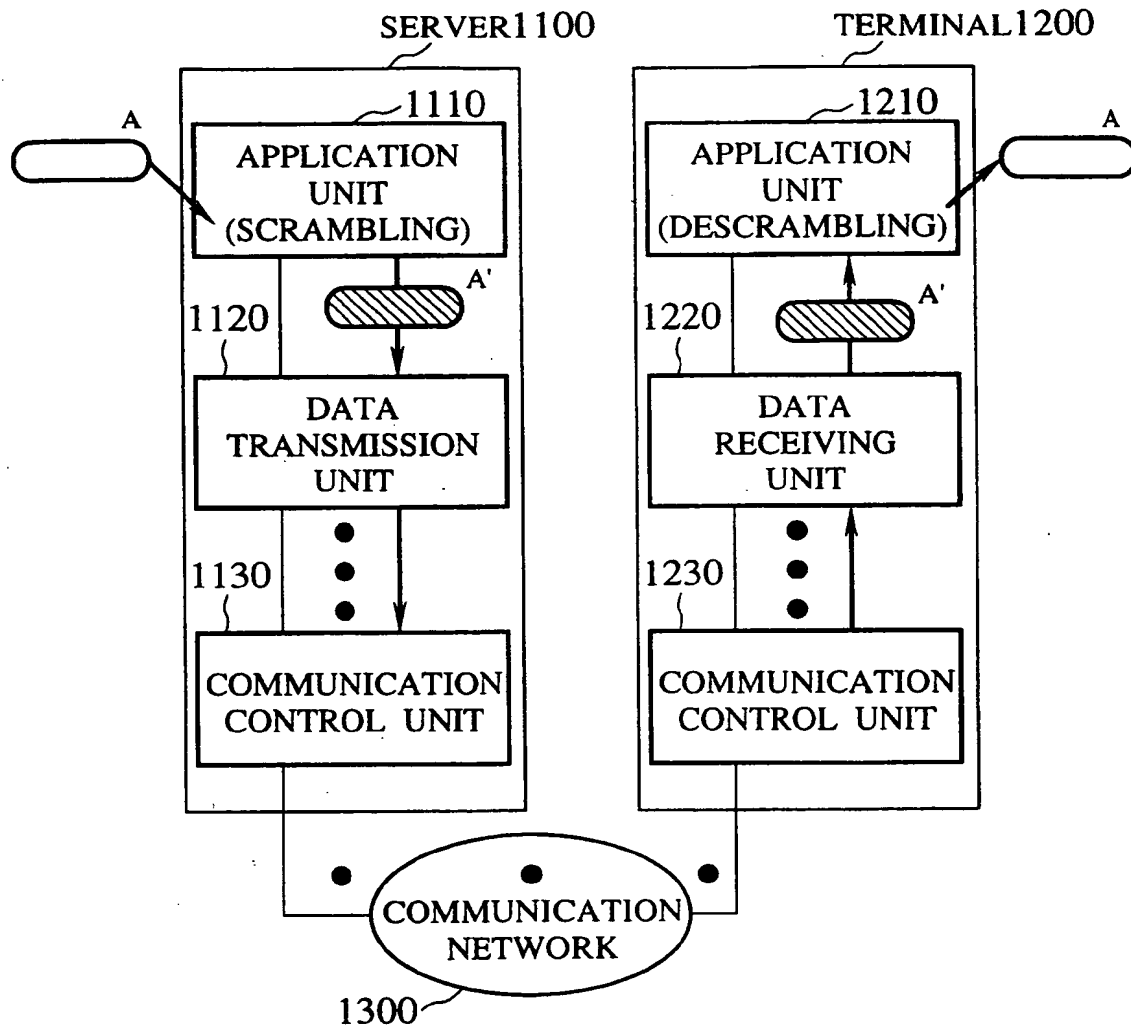 SERVER1100
TERMINAL1200
A
1110
APPLICATION
UNIT
(SCRAMBLING)
A'
1120
DATA
TRANSMISSION
UNIT
1130
COMMUNICATION
CONTROL UNIT
1210
APPLICATION
UNIT
(DESCRAMBLING)
A
A'
1220
DATA
RECEIVING
UNIT
1230
COMMUNICATION
CONTROL UNIT
COMMUNICATION
NETWORK
1300